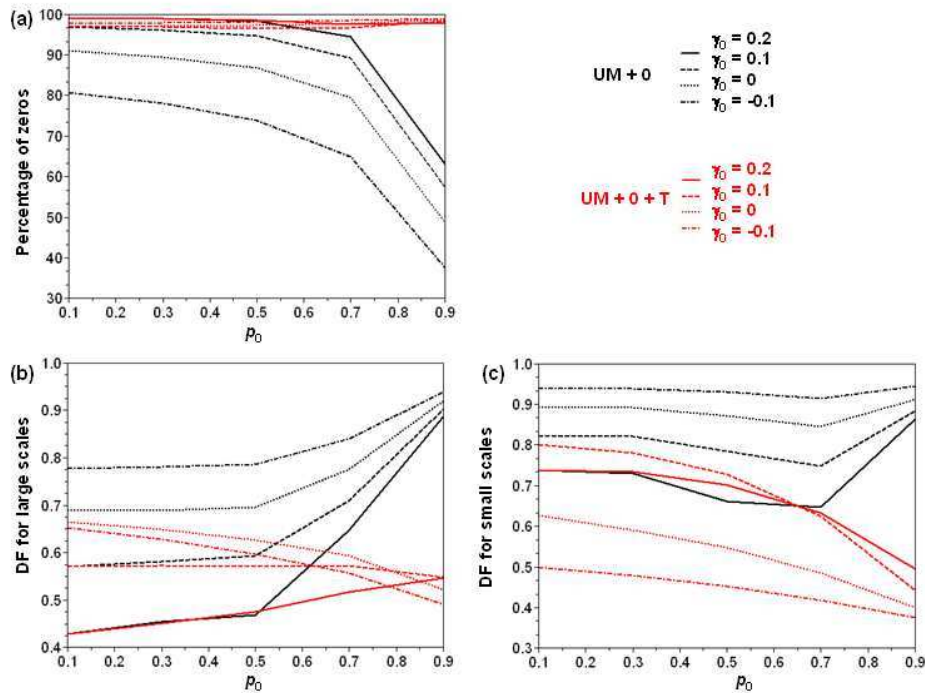 (a)
Percentage of zeros
100
90
80
70
60
50
40
30
0.1 0.2 0.3 0.4 0.5 0.6 0.7 0.8 0.9
p₀
UM + 0
γ₀ = 0.2
γ₀ = 0.1
γ₀ = 0
γ₀ = -0.1
UM + 0 + T
γ₀ = 0.2
γ₀ = 0.1
γ₀ = 0
γ₀ = -0.1
(b)
DF for large scales
1.0
0.9
0.8
0.7
0.6
0.5
0.4
0.1 0.2 0.3 0.4 0.5 0.6 0.7 0.8 0.9
p₀
(c)
DF for small scales
1.0
0.9
0.8
0.7
0.6
0.5
0.4
0.3
0.1 0.2 0.3 0.4 0.5 0.6 0.7 0.8 0.9
p₀